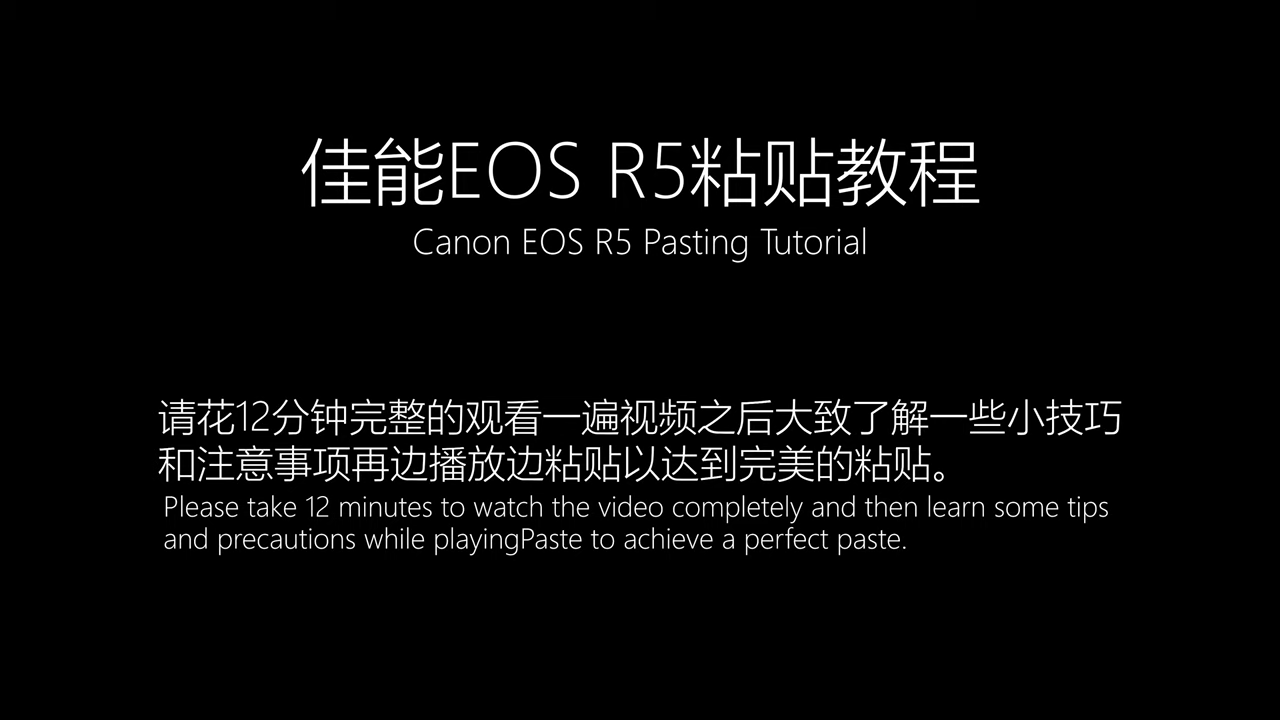 佳能EOS R5粘贴教程
Canon EOS R5 Pasting Tutorial
请花12分钟完整的观看一遍视频之后大致了解一些小技巧
和注意事项再边播放边粘贴以达到完美的粘贴。
Please take 12 minutes to watch the video completely and then learn some tips
and precautions while playingPaste to achieve a perfect paste.